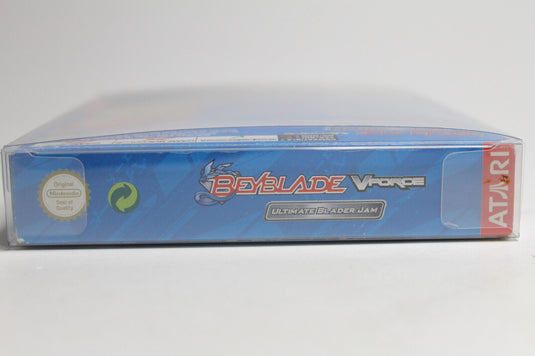 Original
Nintendo
Seal of
Quality
BEYBLADE VFORCE
ULTIMATE BLADER JAM
ATARI